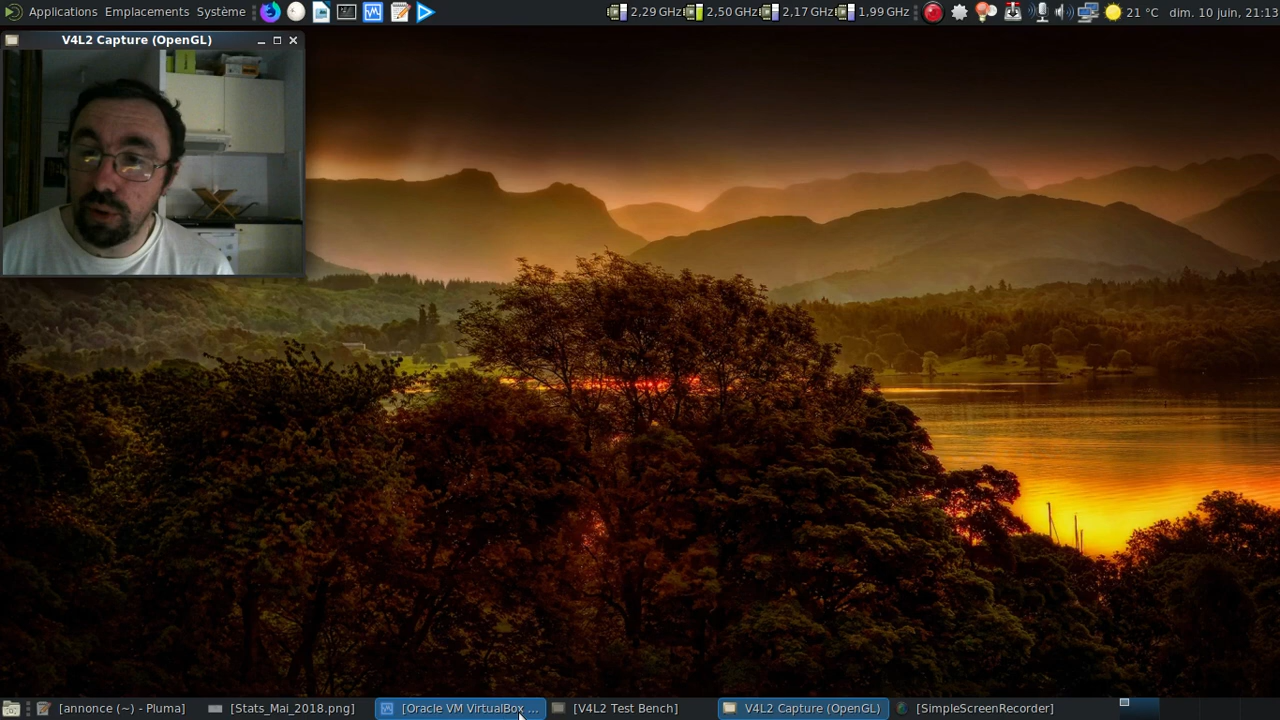 Applications Emplacements Système 2,29 GHz 2,50 GHz 2,17 GHz 1,99 GHz 21 °C dim. 10 juin, 21:13
V4L2 Capture (OpenGL)
[annonce (~) - Pluma] [Stats_Mai_2018.png] [Oracle VM VirtualBox ... [V4L2 Test Bench] V4L2 Capture (OpenGL) [SimpleScreenRecorder]